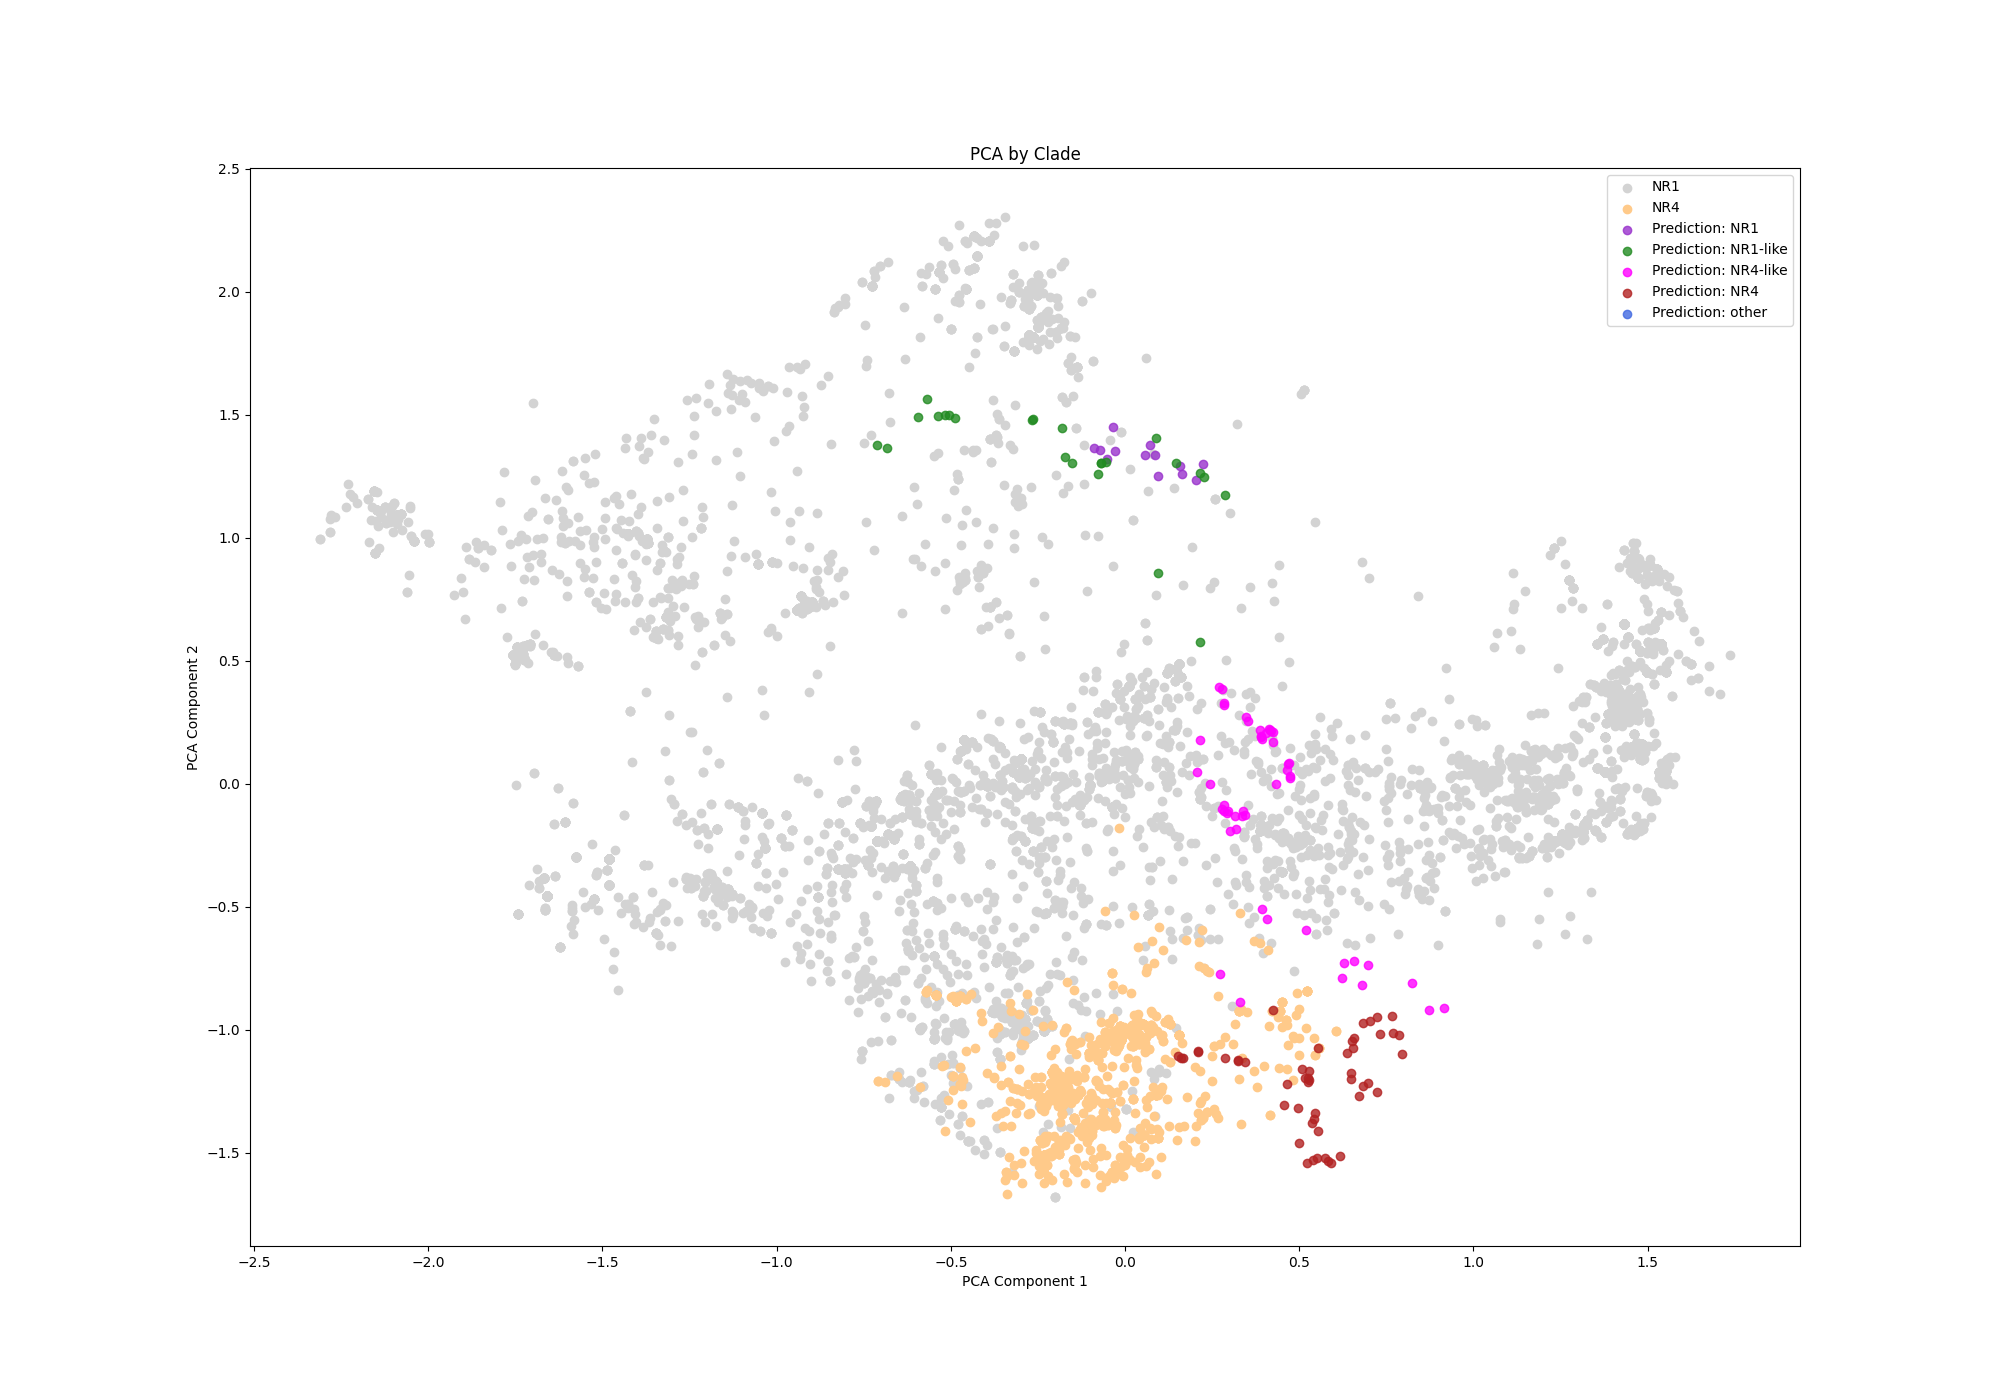 PCA by Clade
2.5
2.0
1.5
1.0
0.5
0.0
−0.5
−1.0
−1.5
PCA Component 2
NR1
NR4
Prediction: NR1
Prediction: NR1-like
Prediction: NR4-like
Prediction: NR4
Prediction: other
−2.5 −2.0 −1.5 −1.0 −0.5 0.0 0.5 1.0 1.5
PCA Component 1